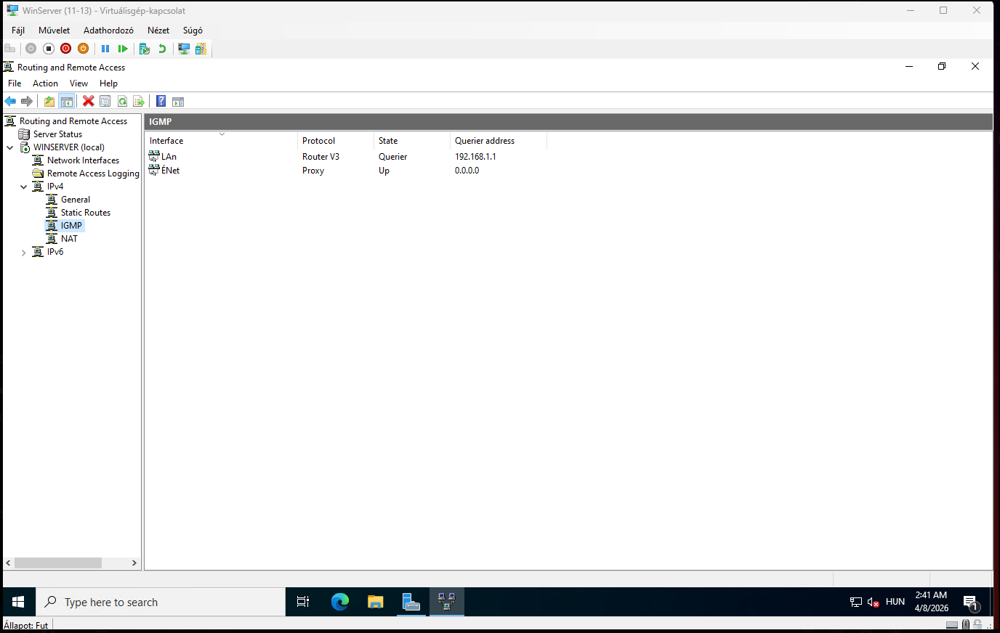 WinServer (11-13) - Virtuálisgép-kapcsolat
Fájl Művelet Adathordozó Nézet Súgó
Routing and Remote Access
File Action View Help
Routing and Remote Access
Server Status
WINSERVER (local)
Network Interfaces
Remote Access Logging
IPv4
General
Static Routes
IGMP
NAT
IPv6
IGMP
Interface Protocol State Querier address
LAn Router V3 Querier 192.168.1.1
ÉNet Proxy Up 0.0.0.0
Type here to search
HUN
2:41 AM
4/8/2026
1
Állapot: Fut